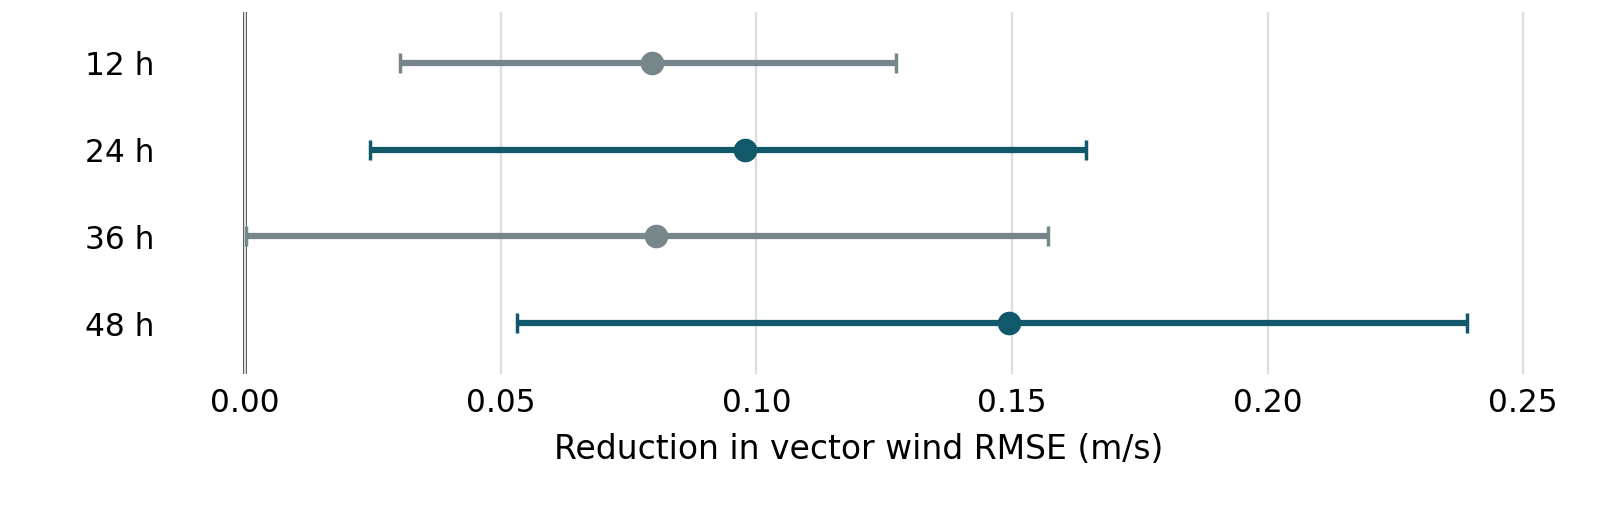 12 h
24 h
36 h
48 h
0.00 0.05 0.10 0.15 0.20 0.25
Reduction in vector wind RMSE (m/s)